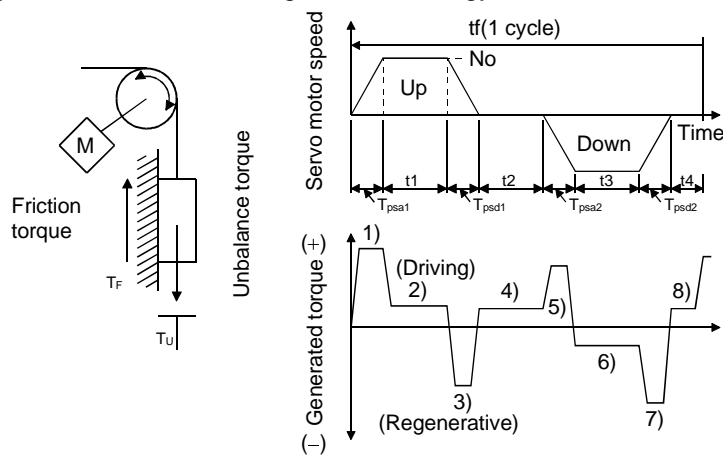 M
Friction
torque
TF
TU
Unbalance torque
Servo motor speed
tf(1 cycle)
No
Up
Down
Time
t1
t2
t3
t4
Tpsa1
Tpsd1
Tpsa2
Tpsd2
Generated torque
(+)
(−)
1)
(Driving)
2)
3)
(Regenerative)
4)
5)
6)
7)
8)